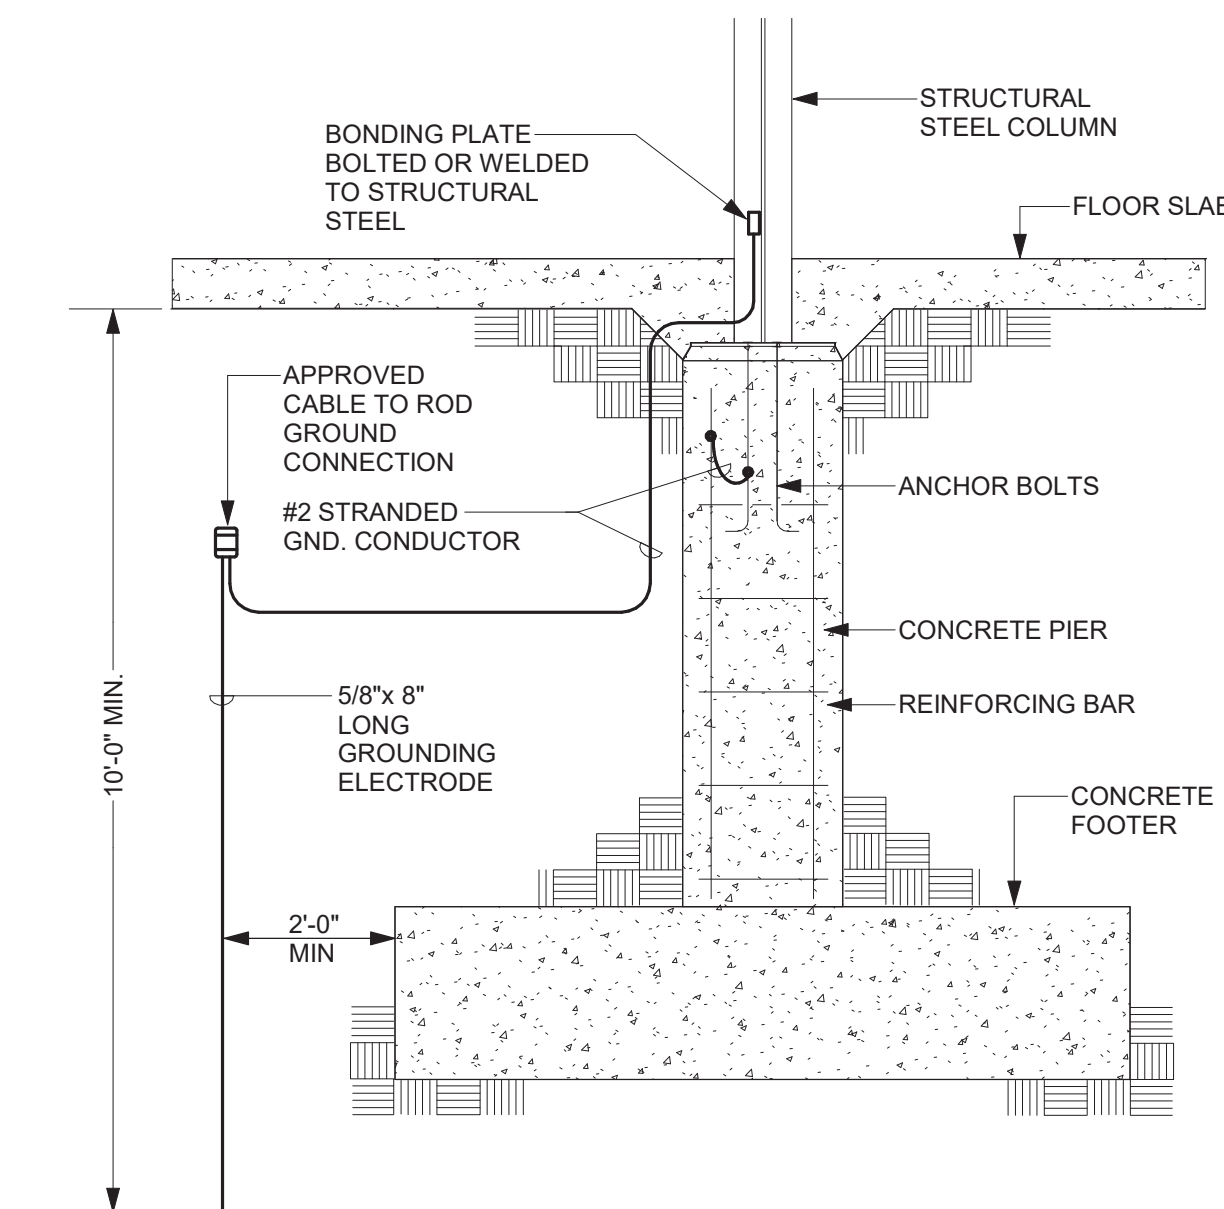 STRUCTURAL
STEEL COLUMN
BONDING PLATE
BOLTED OR WELDED
TO STRUCTURAL
STEEL
FLOOR SLAB
APPROVED
CABLE TO ROD
GROUND
CONNECTION
#2 STRANDED
GND. CONDUCTOR
ANCHOR BOLTS
CONCRETE PIER
10'-0" MIN.
5/8"x 8"
LONG
GROUNDING
ELECTRODE
REINFORCING BAR
CONCRETE
FOOTER
2'-0"
MIN